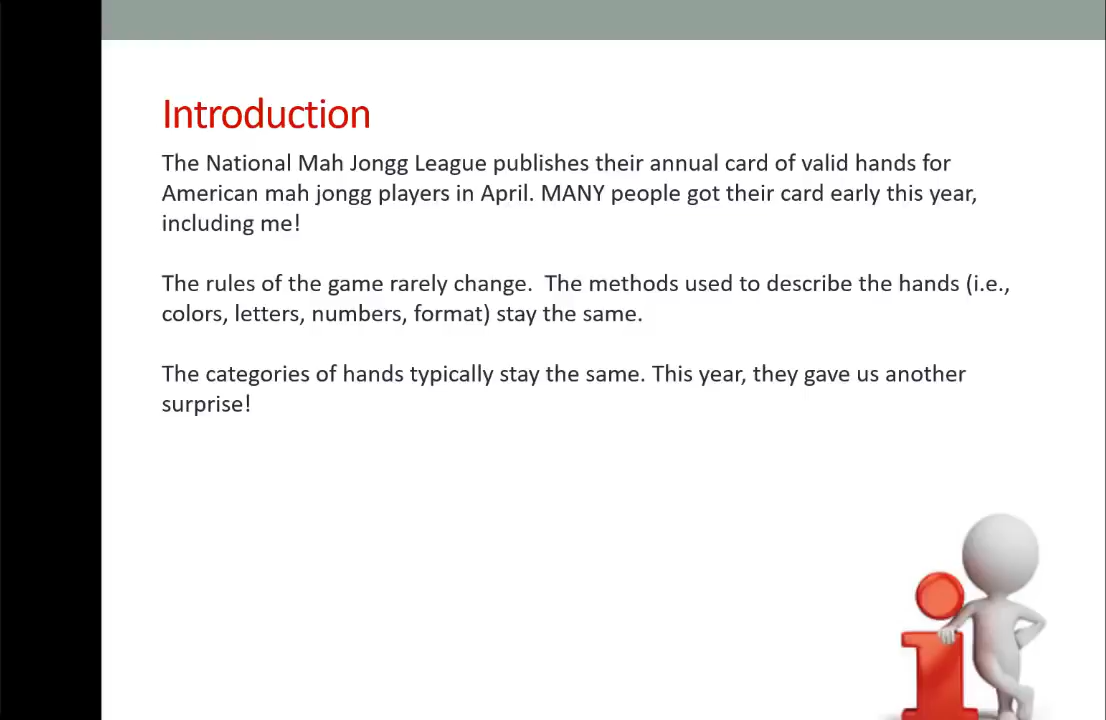 Introduction
The National Mah Jongg League publishes their annual card of valid hands for
American mah jongg players in April. MANY people got their card early this year,
including me!
The rules of the game rarely change.  The methods used to describe the hands (i.e.,
colors, letters, numbers, format) stay the same.
The categories of hands typically stay the same. This year, they gave us another
surprise!